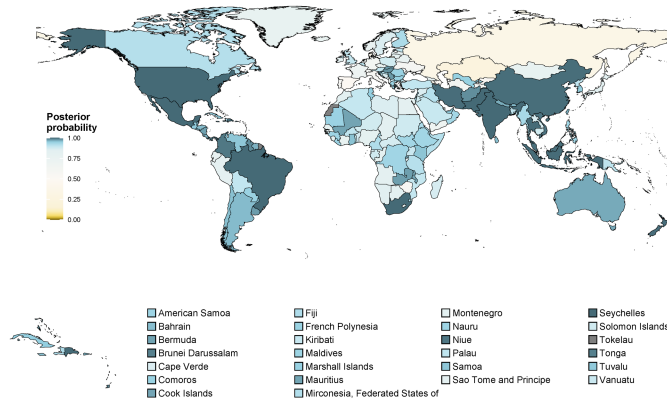 Posterior
probability
1.00
0.75
0.50
0.25
0.00
American Samoa
Bahrain
Bermuda
Brunei Darussalam
Cape Verde
Comoros
Cook Islands
Fiji
French Polynesia
Kiribati
Maldives
Marshall Islands
Mauritius
Mirconesia, Federated States of
Montenegro
Nauru
Niue
Palau
Samoa
Sao Tome and Principe
Seychelles
Solomon Islands
Tokelau
Tonga
Tuvalu
Vanuatu